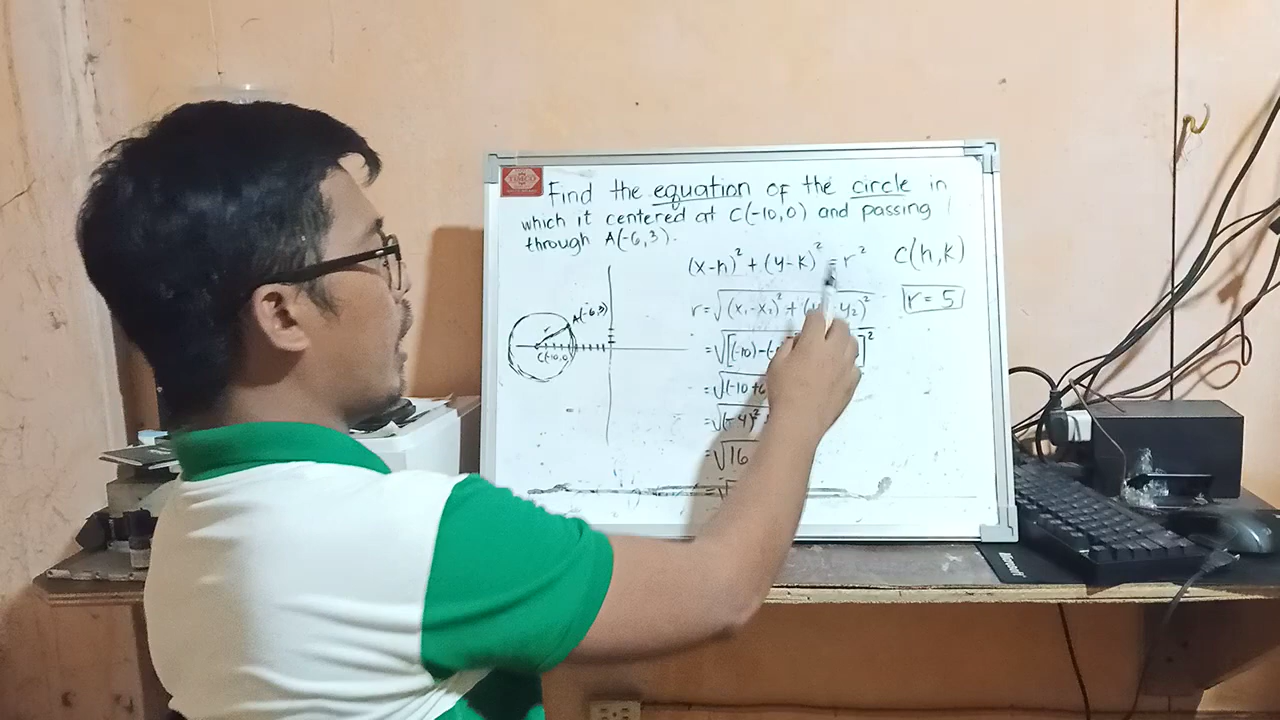 Find the equation of the circle in
which it centered at C(-10,0) and passing
through A(-6,3).
(x-h)² + (y-k)² = r²
C(h,k)
r = √(x₁-x₂)² + (y₁-y₂)²
r = 5
A(-6,3)
r
C(-10,0)
= √[(-10)-(- ]²
= √(-10+6
= √(-4)²
= √16
Microsoft